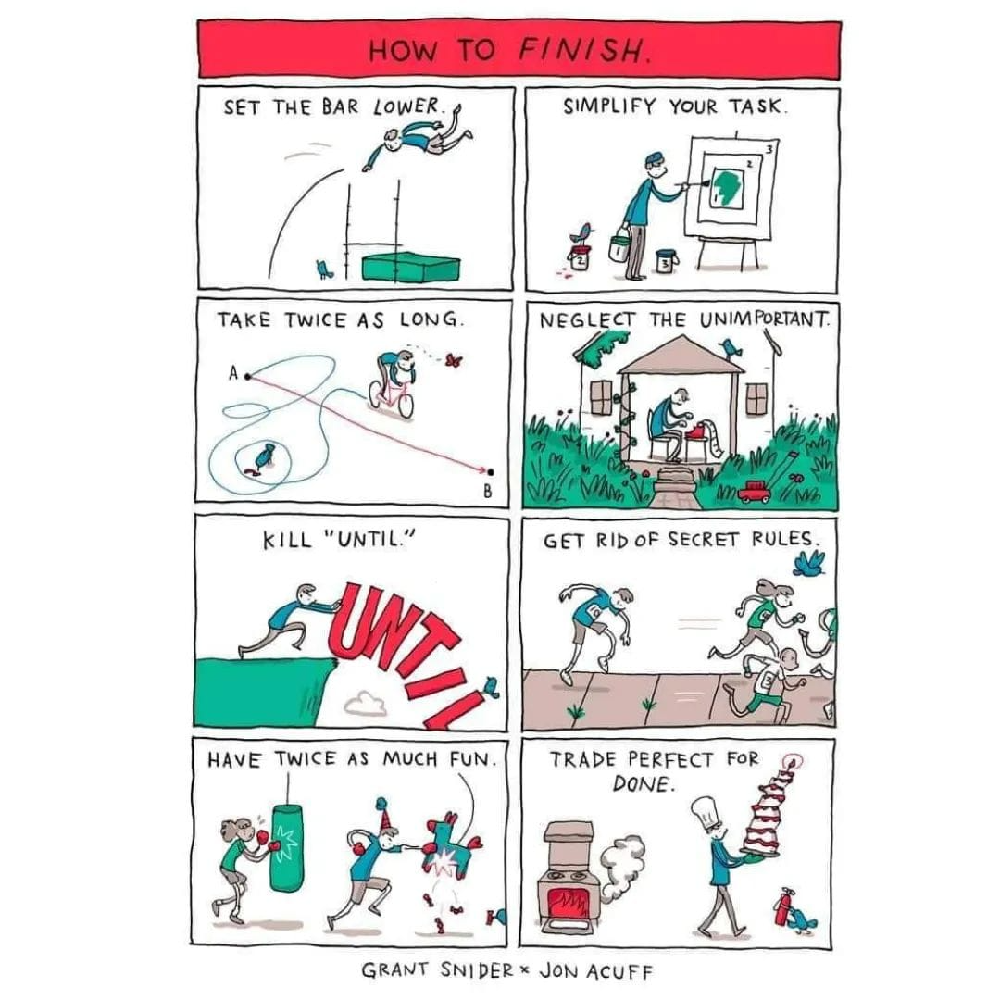 HOW TO FINISH.
SET THE BAR LOWER.
SIMPLIFY YOUR TASK.
3
2
1
2
1
3
TAKE TWICE AS LONG.
A
B
NEGLECT THE UNIMPORTANT.
KILL "UNTIL."
UNTIL
GET RID OF SECRET RULES.
HAVE TWICE AS MUCH FUN.
TRADE PERFECT FOR
DONE.
GRANT SNIDER × JON ACUFF